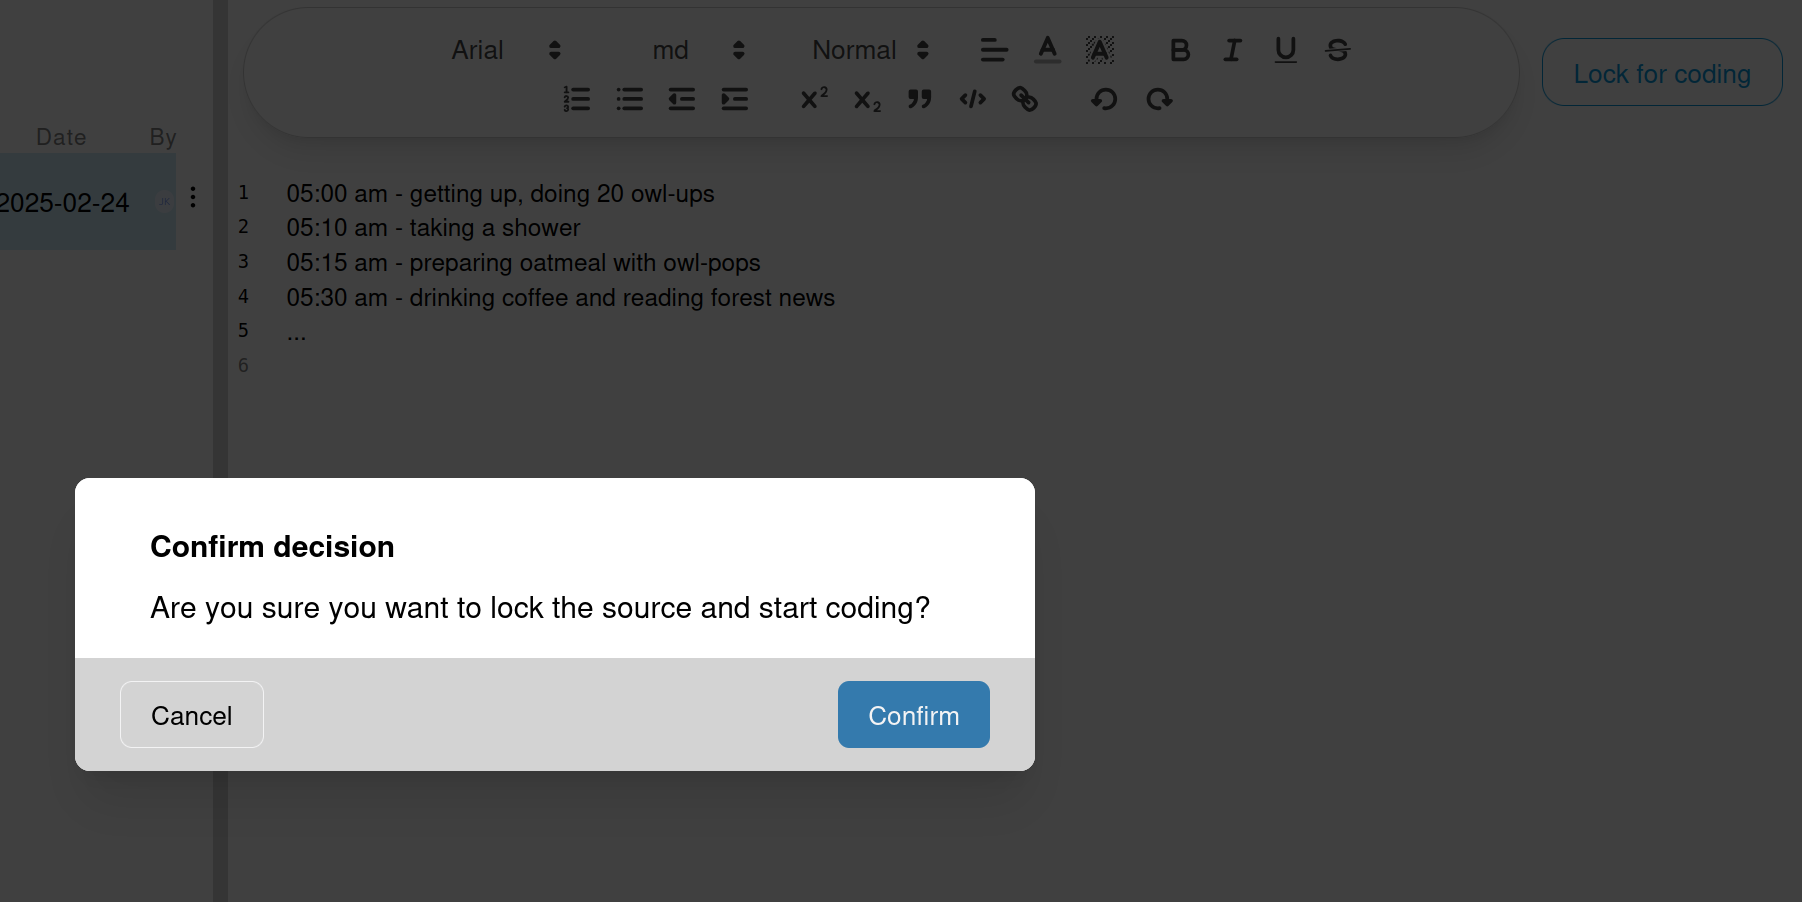 Arial md Normal
Lock for coding
Date By
2025-02-24 JK
1 05:00 am - getting up, doing 20 owl-ups
2 05:10 am - taking a shower
3 05:15 am - preparing oatmeal with owl-pops
4 05:30 am - drinking coffee and reading forest news
5 ...
6
Confirm decision
Are you sure you want to lock the source and start coding?
Cancel Confirm